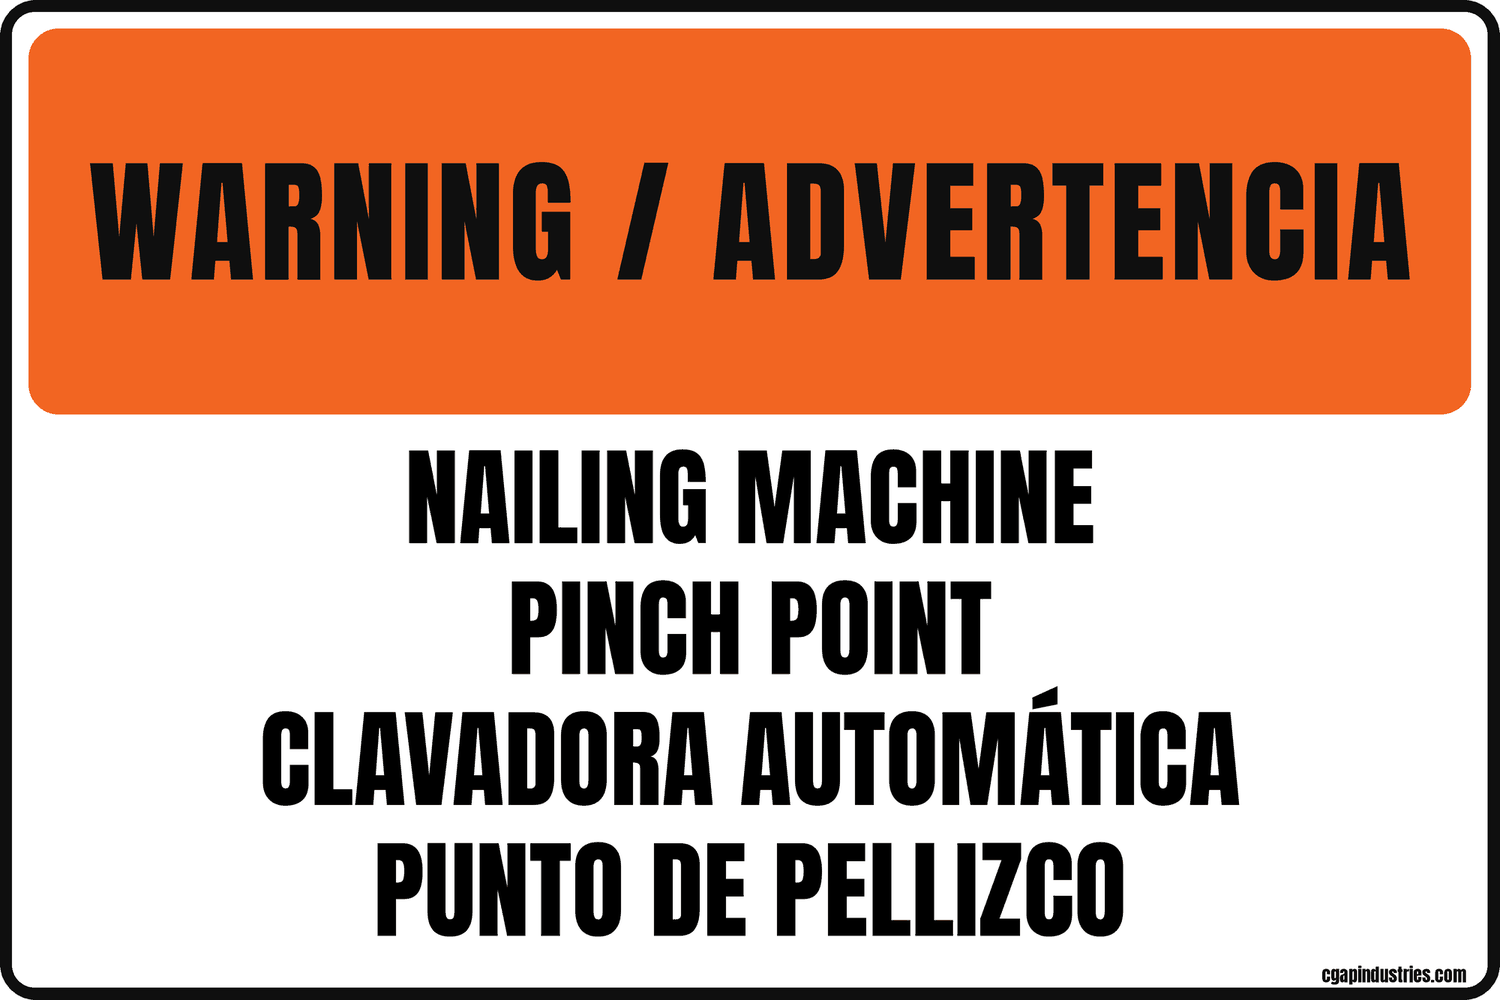 WARNING / ADVERTENCIA
NAILING MACHINE
PINCH POINT
CLAVADORA AUTOMÁTICA
PUNTO DE PELLIZCO
cgapindustries.com